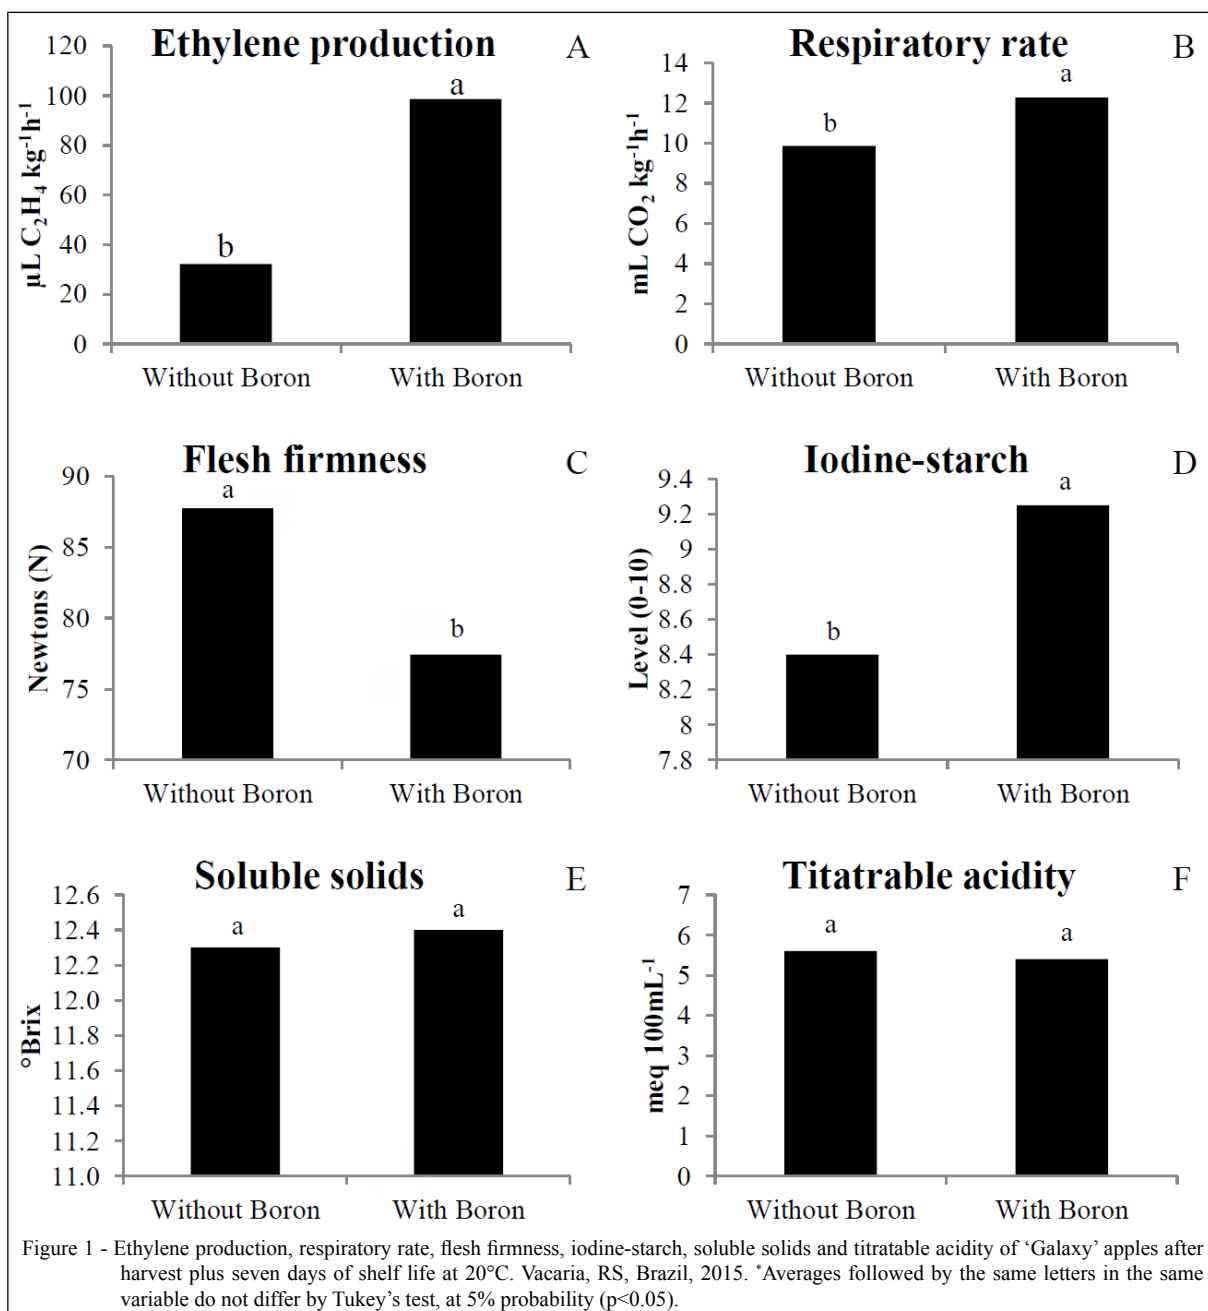 Ethylene production
A
120
100
80
60
40
20
0
µL C₂H₄ kg⁻¹h⁻¹
b
a
Without Boron
With Boron
Respiratory rate
B
14
12
10
8
6
4
2
0
mL CO₂ kg⁻¹h⁻¹
b
a
Without Boron
With Boron
Flesh firmness
C
90
85
80
75
70
Newtons (N)
a
b
Without Boron
With Boron
Iodine-starch
D
9.4
9.2
9
8.8
8.6
8.4
8.2
8
7.8
Level (0-10)
b
a
Without Boron
With Boron
Soluble solids
E
12.6
12.4
12.2
12.0
11.8
11.6
11.4
11.2
11.0
°Brix
a
a
Without Boron
With Boron
Titatrable acidity
F
7
6
5
4
3
2
1
0
meq 100mL⁻¹
a
a
Without Boron
With Boron
Figure 1 - Ethylene production, respiratory rate, flesh firmness, iodine-starch, soluble solids and titratable acidity of ‘Galaxy’ apples after
harvest plus seven days of shelf life at 20°C. Vacaria, RS, Brazil, 2015. *Averages followed by the same letters in the same
variable do not differ by Tukey’s test, at 5% probability (p<0.05).